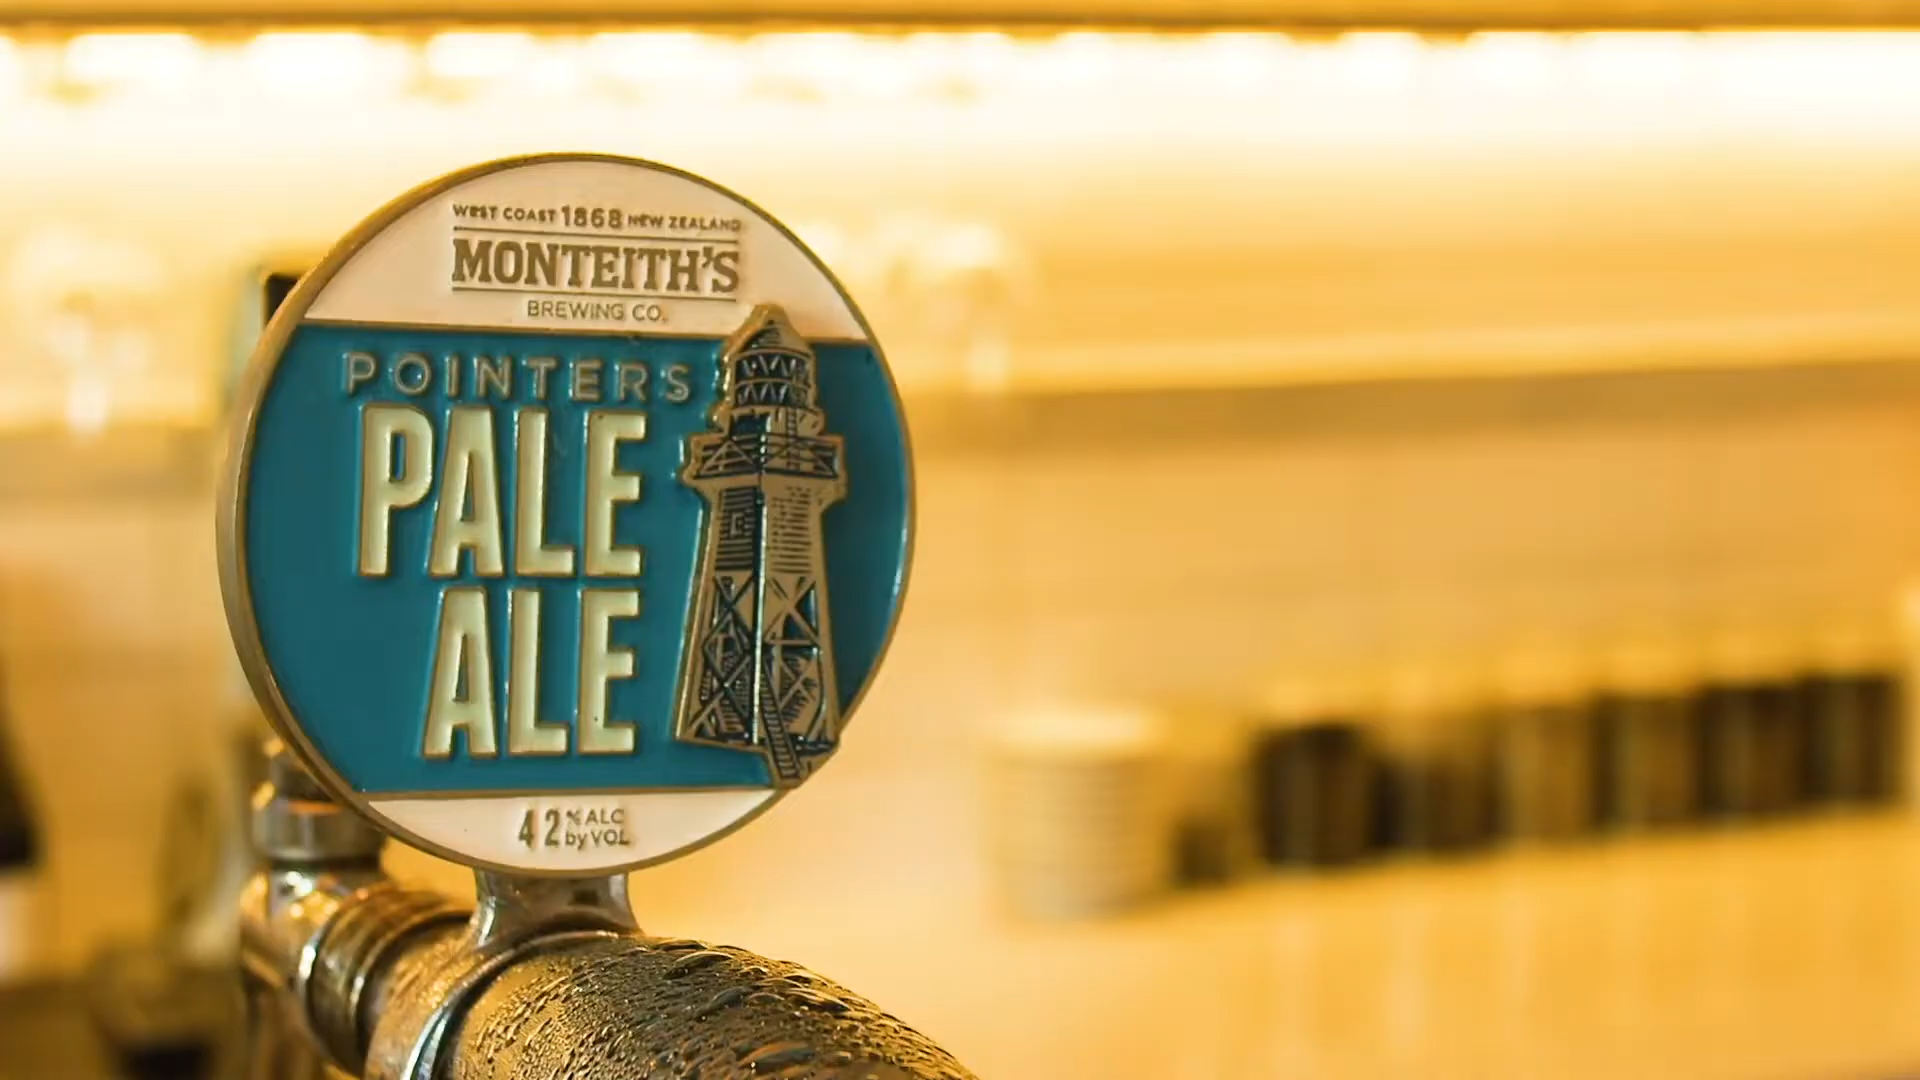 WEST COAST 1868 NEW ZEALAND
MONTEITH'S
BREWING CO.
POINTERS
PALE
ALE
4 2 % ALC
by VOL